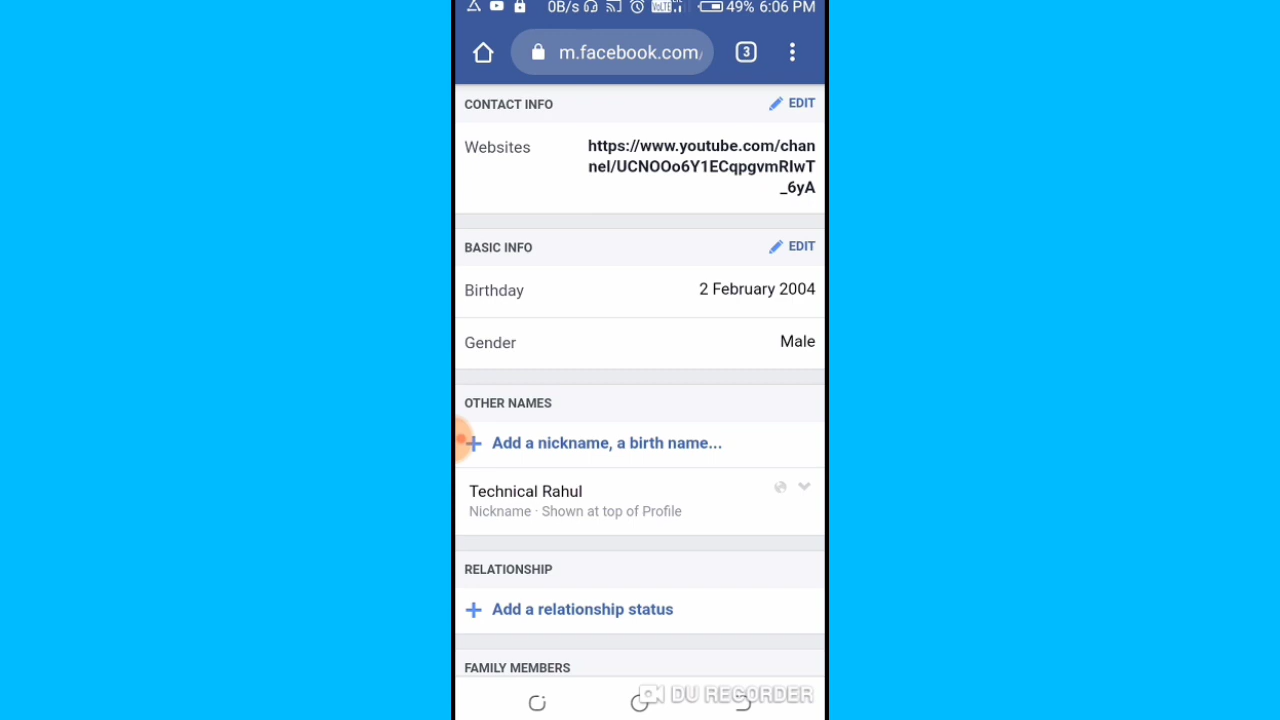 0B/s 49% 6:06 PM
m.facebook.com/ 3
CONTACT INFO EDIT
Websites https://www.youtube.com/chan
nel/UCNOOo6Y1ECqpgvmRIwT
_6yA
BASIC INFO EDIT
Birthday 2 February 2004
Gender Male
OTHER NAMES
+ Add a nickname, a birth name...
Technical Rahul
Nickname · Shown at top of Profile
RELATIONSHIP
+ Add a relationship status
FAMILY MEMBERS
DU RECORDER